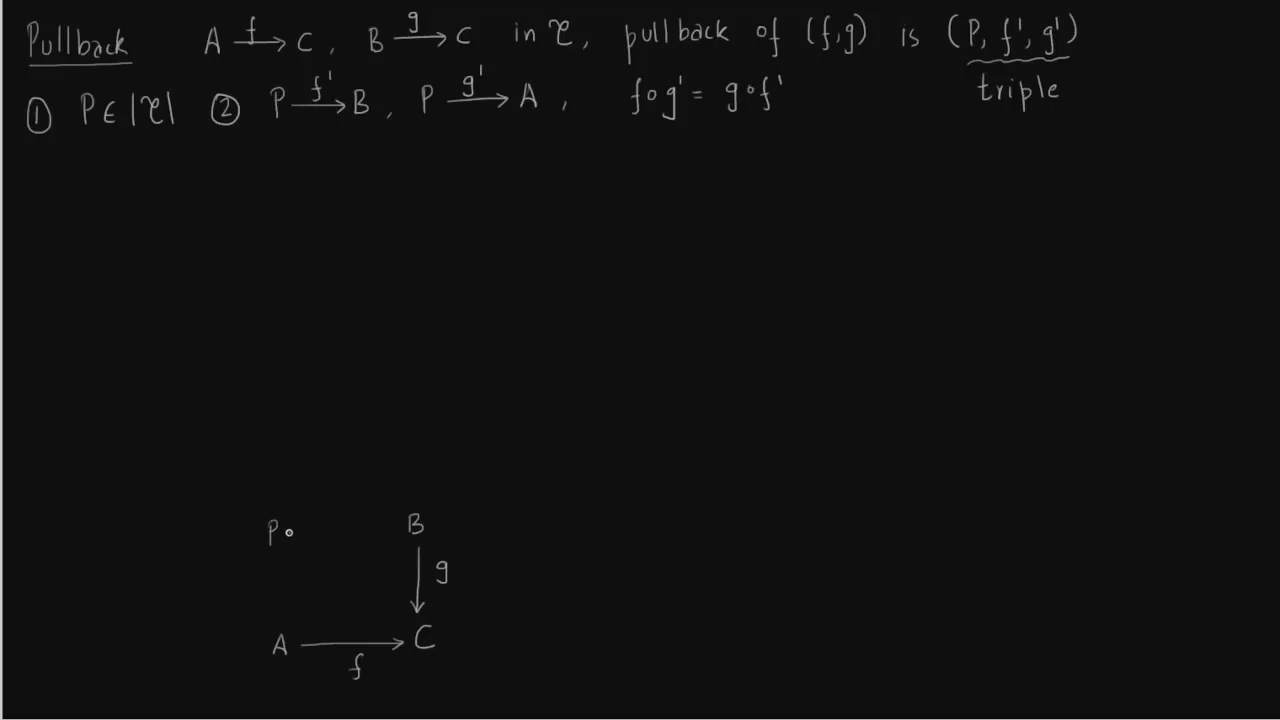 Pullback A →f C, B →g C in 𝒞, pullback of (f,g) is (P, f', g')
triple
① P ∈ |𝒞| ② P →f' B, P →g' A, f∘g' = g∘f'
P B
g
A C
f